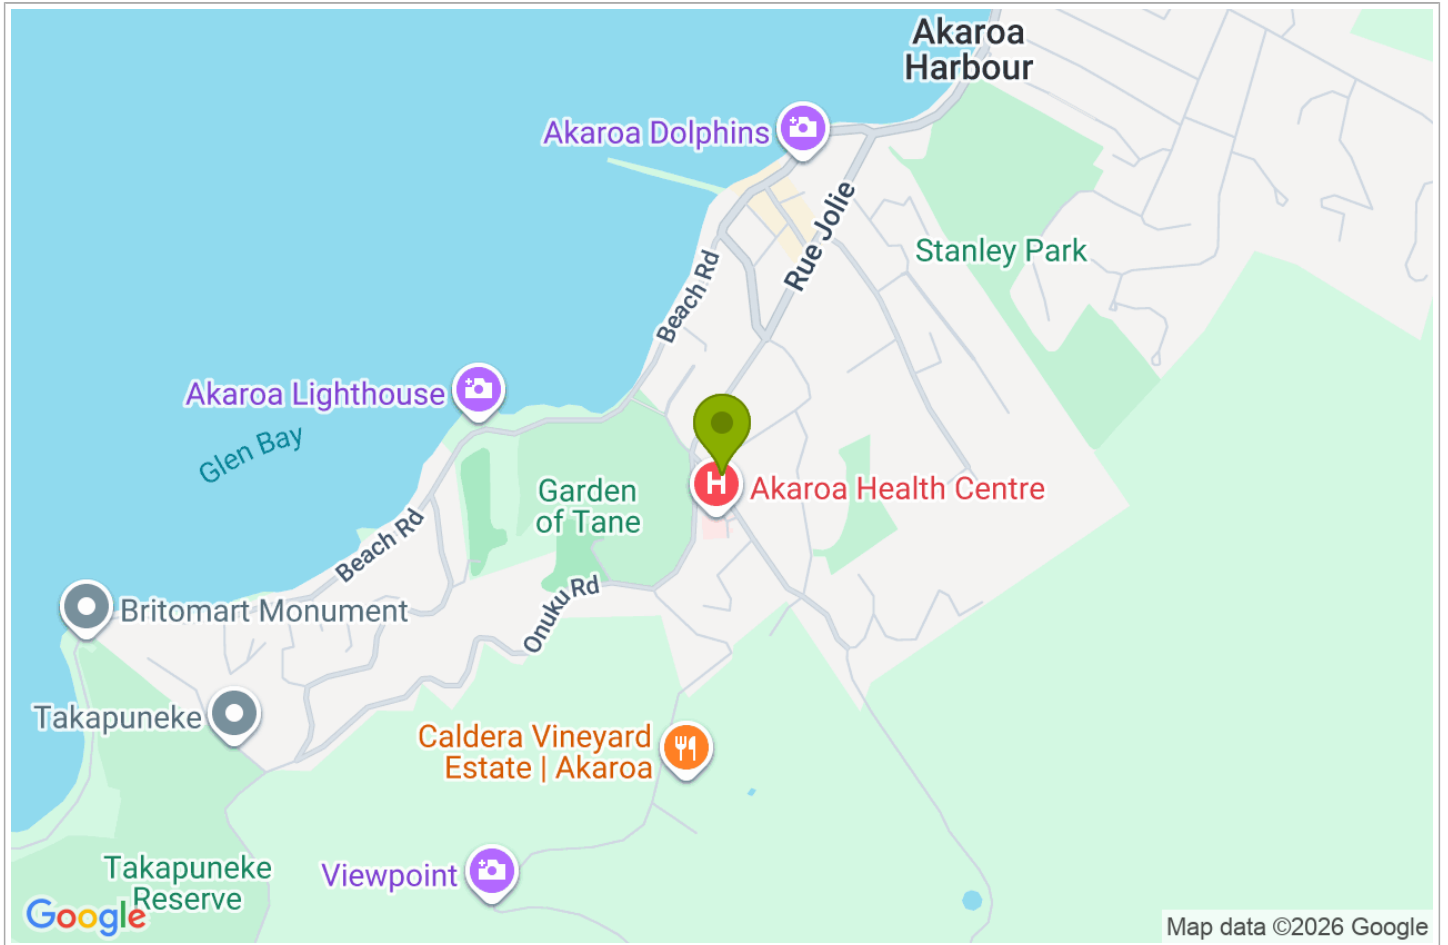 Akaroa
Harbour
Akaroa Dolphins
Rue Jolie
Stanley Park
Beach Rd
Akaroa Lighthouse
Glen Bay
Garden
of Tane
H
Akaroa Health Centre
Beach Rd
Onuku Rd
Britomart Monument
Takapuneke
Caldera Vineyard
Estate | Akaroa
Takapuneke
Reserve
Viewpoint
Google
Map data ©2026 Google